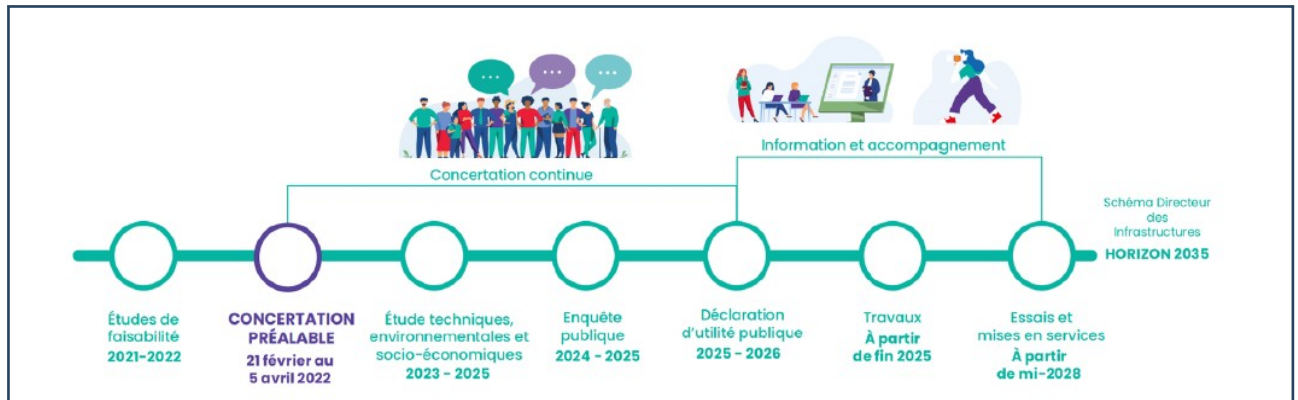 Information et accompagnement
Concertation continue
Schéma Directeur
des
Infrastructures
HORIZON 2035
Études de
faisabilité
2021-2022
CONCERTATION
PRÉALABLE
21 février au
5 avril 2022
Étude techniques,
environnementales et
socio-économiques
2023 - 2025
Enquête
publique
2024 - 2025
Déclaration
d'utilité publique
2025 - 2026
Travaux
À partir
de fin 2025
Essais et
mises en services
À partir
de mi-2028